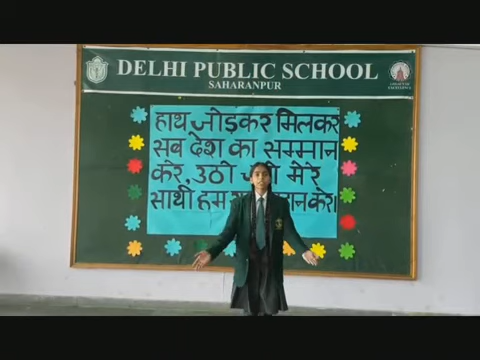 DELHI PUBLIC SCHOOL
SAHARANPUR
हाथ जोड़कर मिलकर
सब देश का सम्मान
करे, उठो मेरे
साथी हम करे।